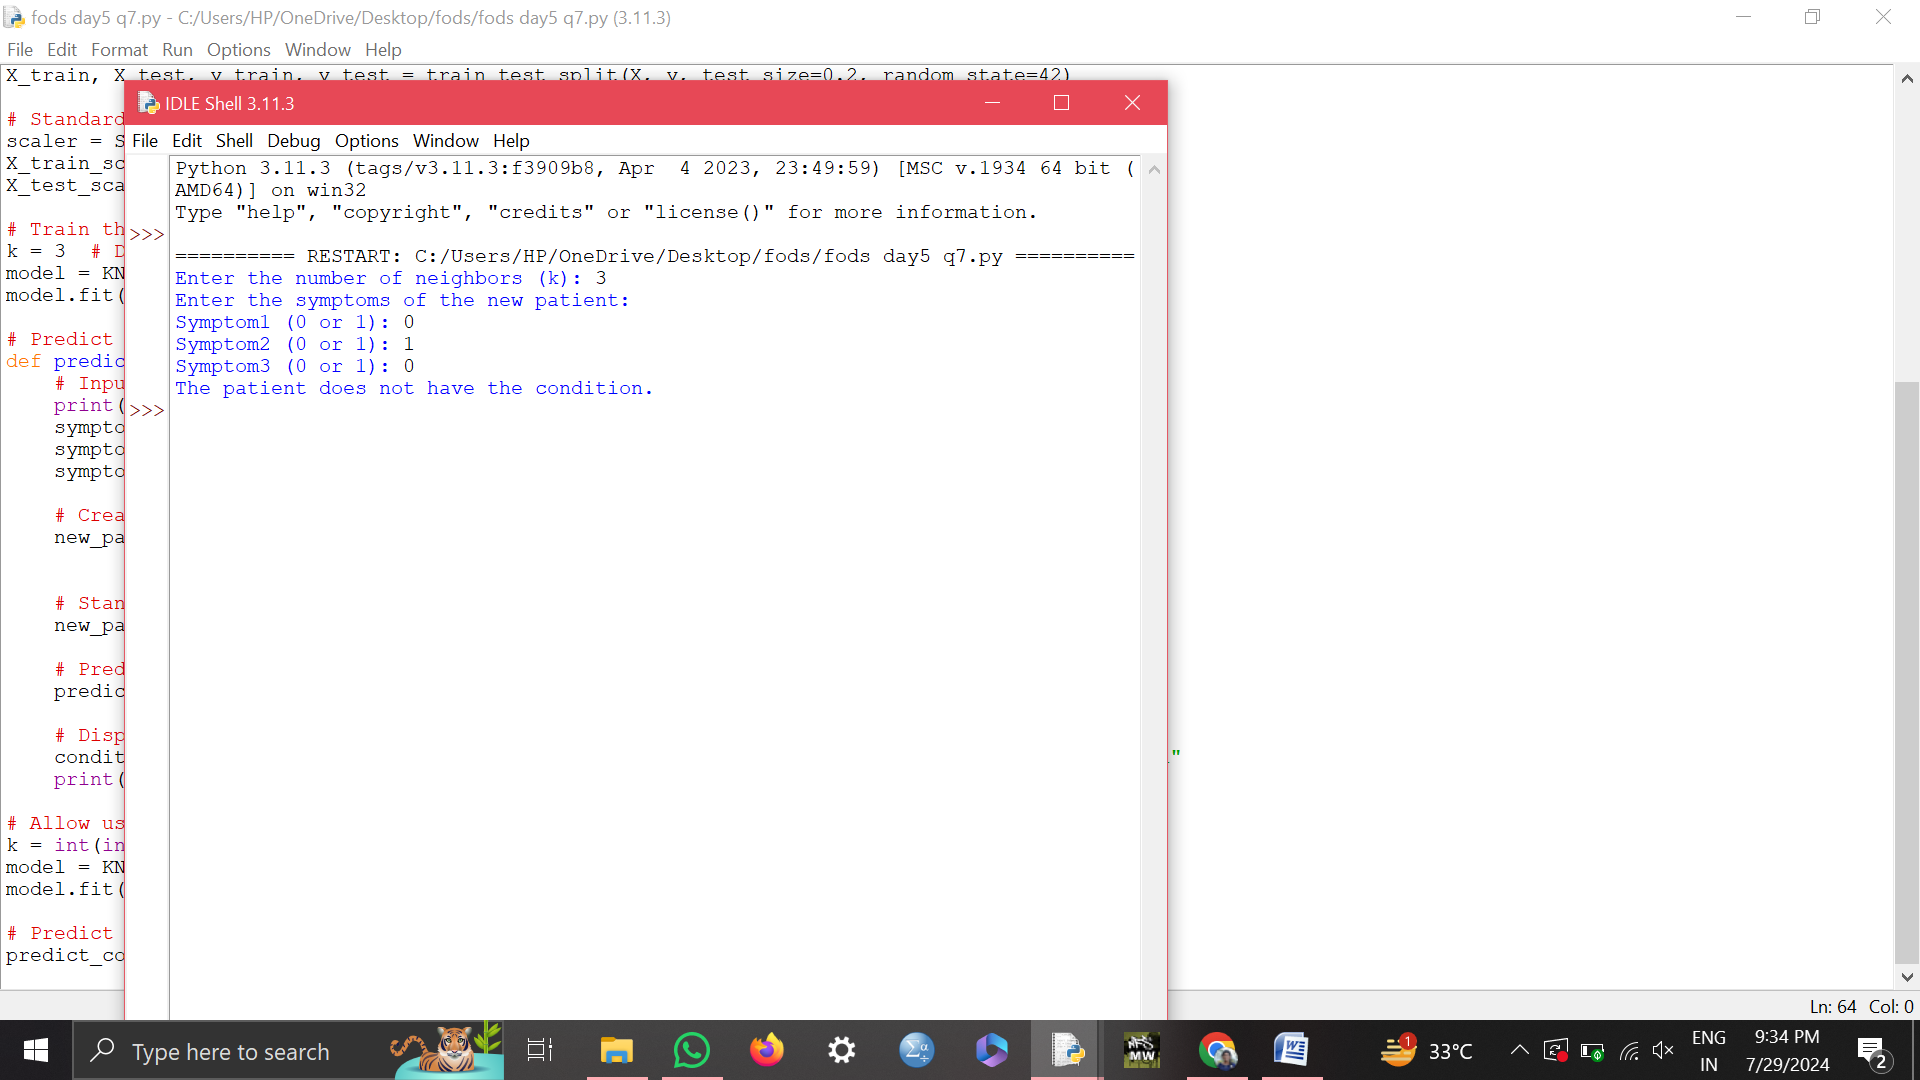 fods day5 q7.py - C:/Users/HP/OneDrive/Desktop/fods/fods day5 q7.py (3.11.3)
File Edit Format Run Options Window Help
X_train, X_test, y_train, y_test = train_test_split(X, y, test_size=0.2, random_state=42)
# Standard
scaler = S
X_train_sc
X_test_sca
# Train th
k = 3  # D
model = KN
model.fit(
# Predict
def predic
# Inpu
print(
sympto
sympto
sympto
# Crea
new_pa
# Stan
new_pa
# Pred
predic
# Disp
condit
"
print(
# Allow us
k = int(in
model = KN
model.fit(
# Predict
predict_co
Ln: 64 Col: 0
IDLE Shell 3.11.3
File Edit Shell Debug Options Window Help
Python 3.11.3 (tags/v3.11.3:f3909b8, Apr  4 2023, 23:49:59) [MSC v.1934 64 bit (
AMD64)] on win32
Type "help", "copyright", "credits" or "license()" for more information.
>>>
========== RESTART: C:/Users/HP/OneDrive/Desktop/fods/fods day5 q7.py ==========
Enter the number of neighbors (k): 3
Enter the symptoms of the new patient:
Symptom1 (0 or 1): 0
Symptom2 (0 or 1): 1
Symptom3 (0 or 1): 0
The patient does not have the condition.
>>>
Type here to search
Σα
MW
1
33°C
ENG
IN
9:34 PM
7/29/2024
2